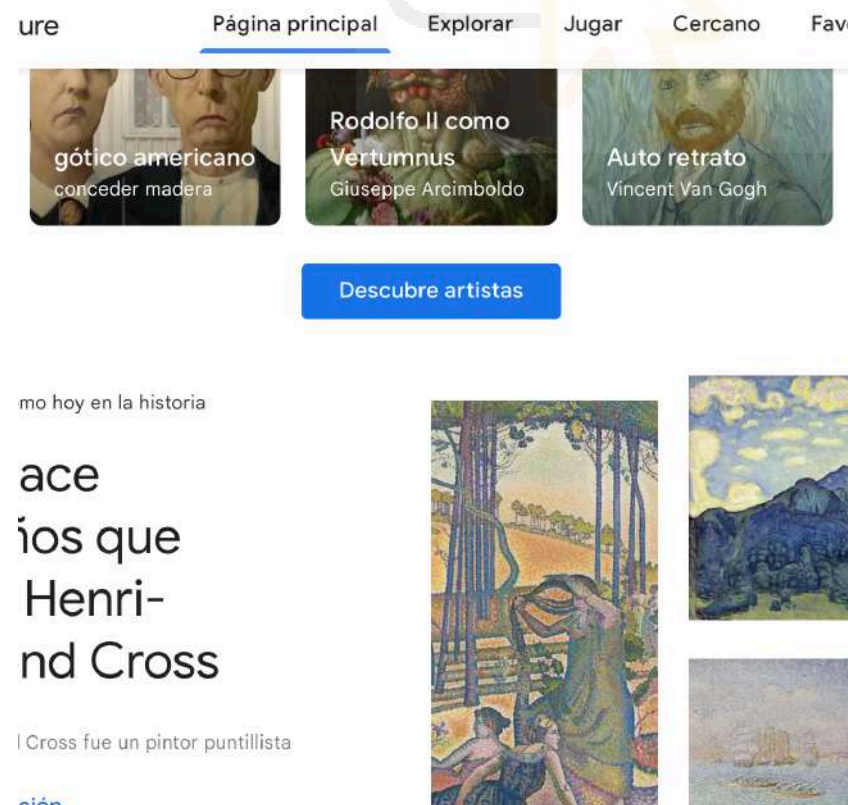 ure
Página principal
Explorar
Jugar
Cercano
Fav
gótico americano
conceder madera
Rodolfo II como
Vertumnus
Giuseppe Arcimboldo
Auto retrato
Vincent Van Gogh
Descubre artistas
mo hoy en la historia
ace
ños que
Henri-
nd Cross
l Cross fue un pintor puntillista
ción